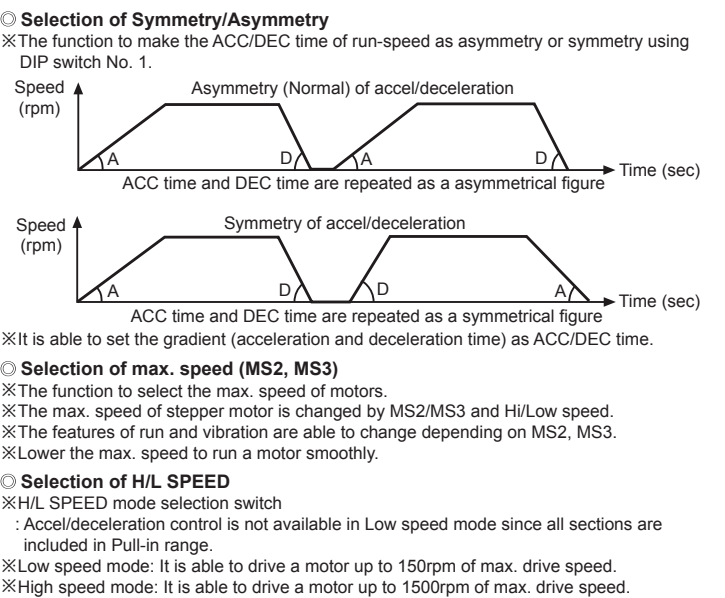 ◎ Selection of Symmetry/Asymmetry
※The function to make the ACC/DEC time of run-speed as asymmetry or symmetry using
DIP switch No. 1.
Speed
(rpm)
Asymmetry (Normal) of accel/deceleration
A
D
A
D
Time (sec)
ACC time and DEC time are repeated as a asymmetrical figure
Speed
(rpm)
Symmetry of accel/deceleration
A
D
D
A
Time (sec)
ACC time and DEC time are repeated as a symmetrical figure
※It is able to set the gradient (acceleration and deceleration time) as ACC/DEC time.
◎ Selection of max. speed (MS2, MS3)
※The function to select the max. speed of motors.
※The max. speed of stepper motor is changed by MS2/MS3 and Hi/Low speed.
※The features of run and vibration are able to change depending on MS2, MS3.
※Lower the max. speed to run a motor smoothly.
◎ Selection of H/L SPEED
※H/L SPEED mode selection switch
: Accel/deceleration control is not available in Low speed mode since all sections are
included in Pull-in range.
※Low speed mode: It is able to drive a motor up to 150rpm of max. drive speed.
※High speed mode: It is able to drive a motor up to 1500rpm of max. drive speed.